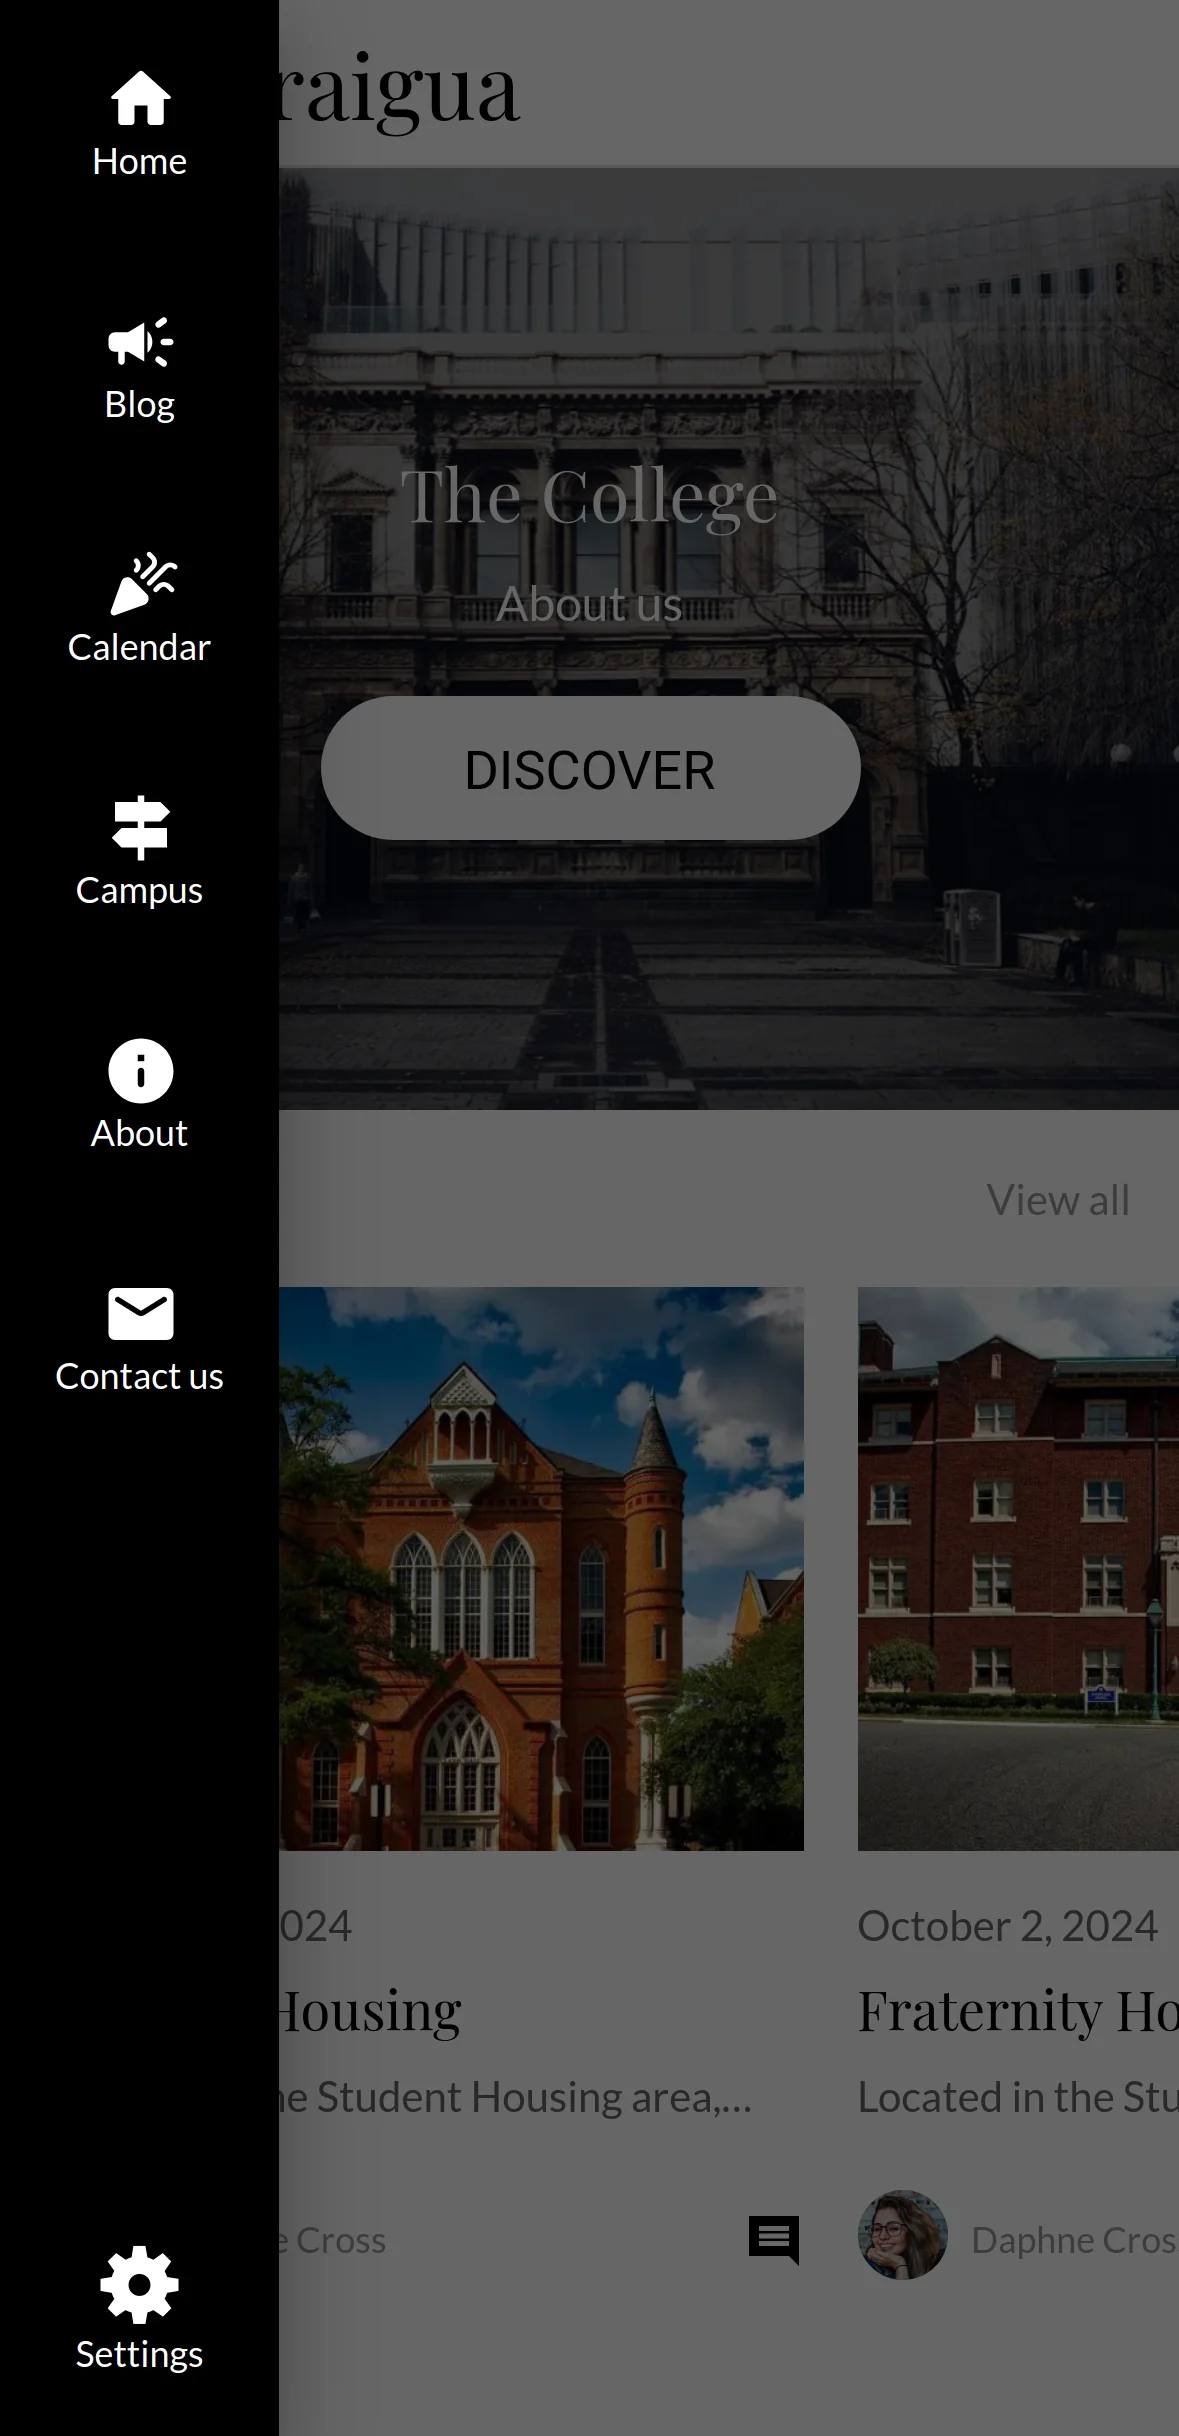 raigua
Home
Blog
Calendar
Campus
About
Contact us
Settings
The College
About us
DISCOVER
View all
024
Housing
ne Student Housing area,...
e Cross
October 2, 2024
Fraternity Ho
Located in the Stu
Daphne Cros